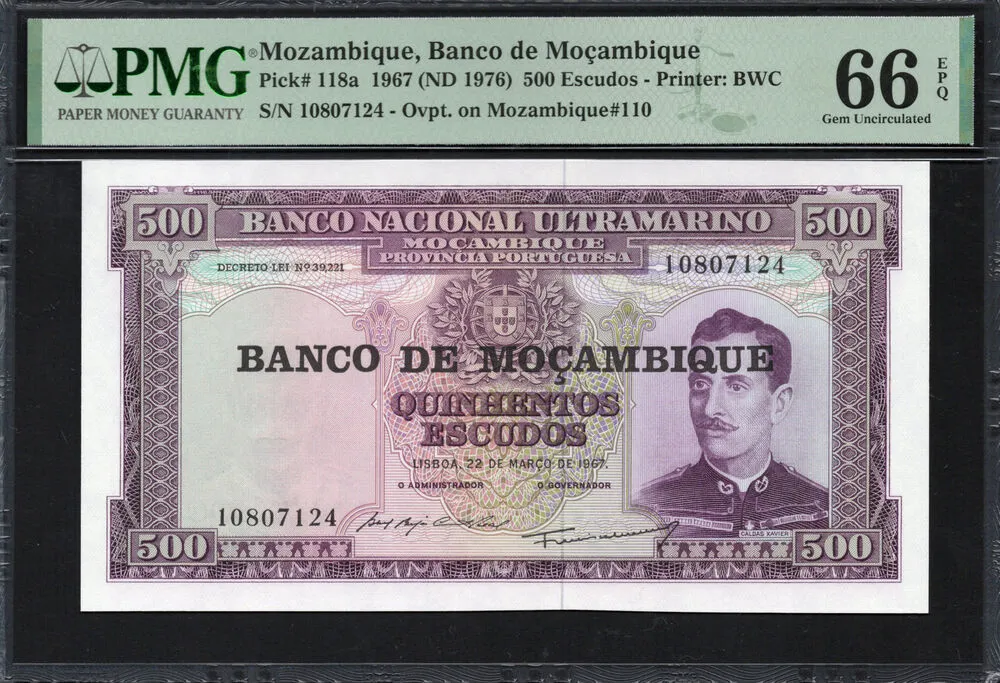 PMG®
PAPER MONEY GUARANTY
Mozambique, Banco de Moçambique
Pick# 118a 1967 (ND 1976) 500 Escudos - Printer: BWC
S/N 10807124 - Ovpt. on Mozambique#110
66 EPQ
Gem Uncirculated
500 BANCO NACIONAL ULTRAMARINO 500
MOÇAMBIQUE
PROVINCIA PORTUGUESA
DECRETO-LEI Nº 39,221
10807124
BANCO DE MOÇAMBIQUE
QUINHENTOS
ESCUDOS
LISBOA, 22 DE MARÇO DE 1967.
O ADMINISTRADOR O GOVERNADOR
10807124
CALDAS XAVIER
500 500